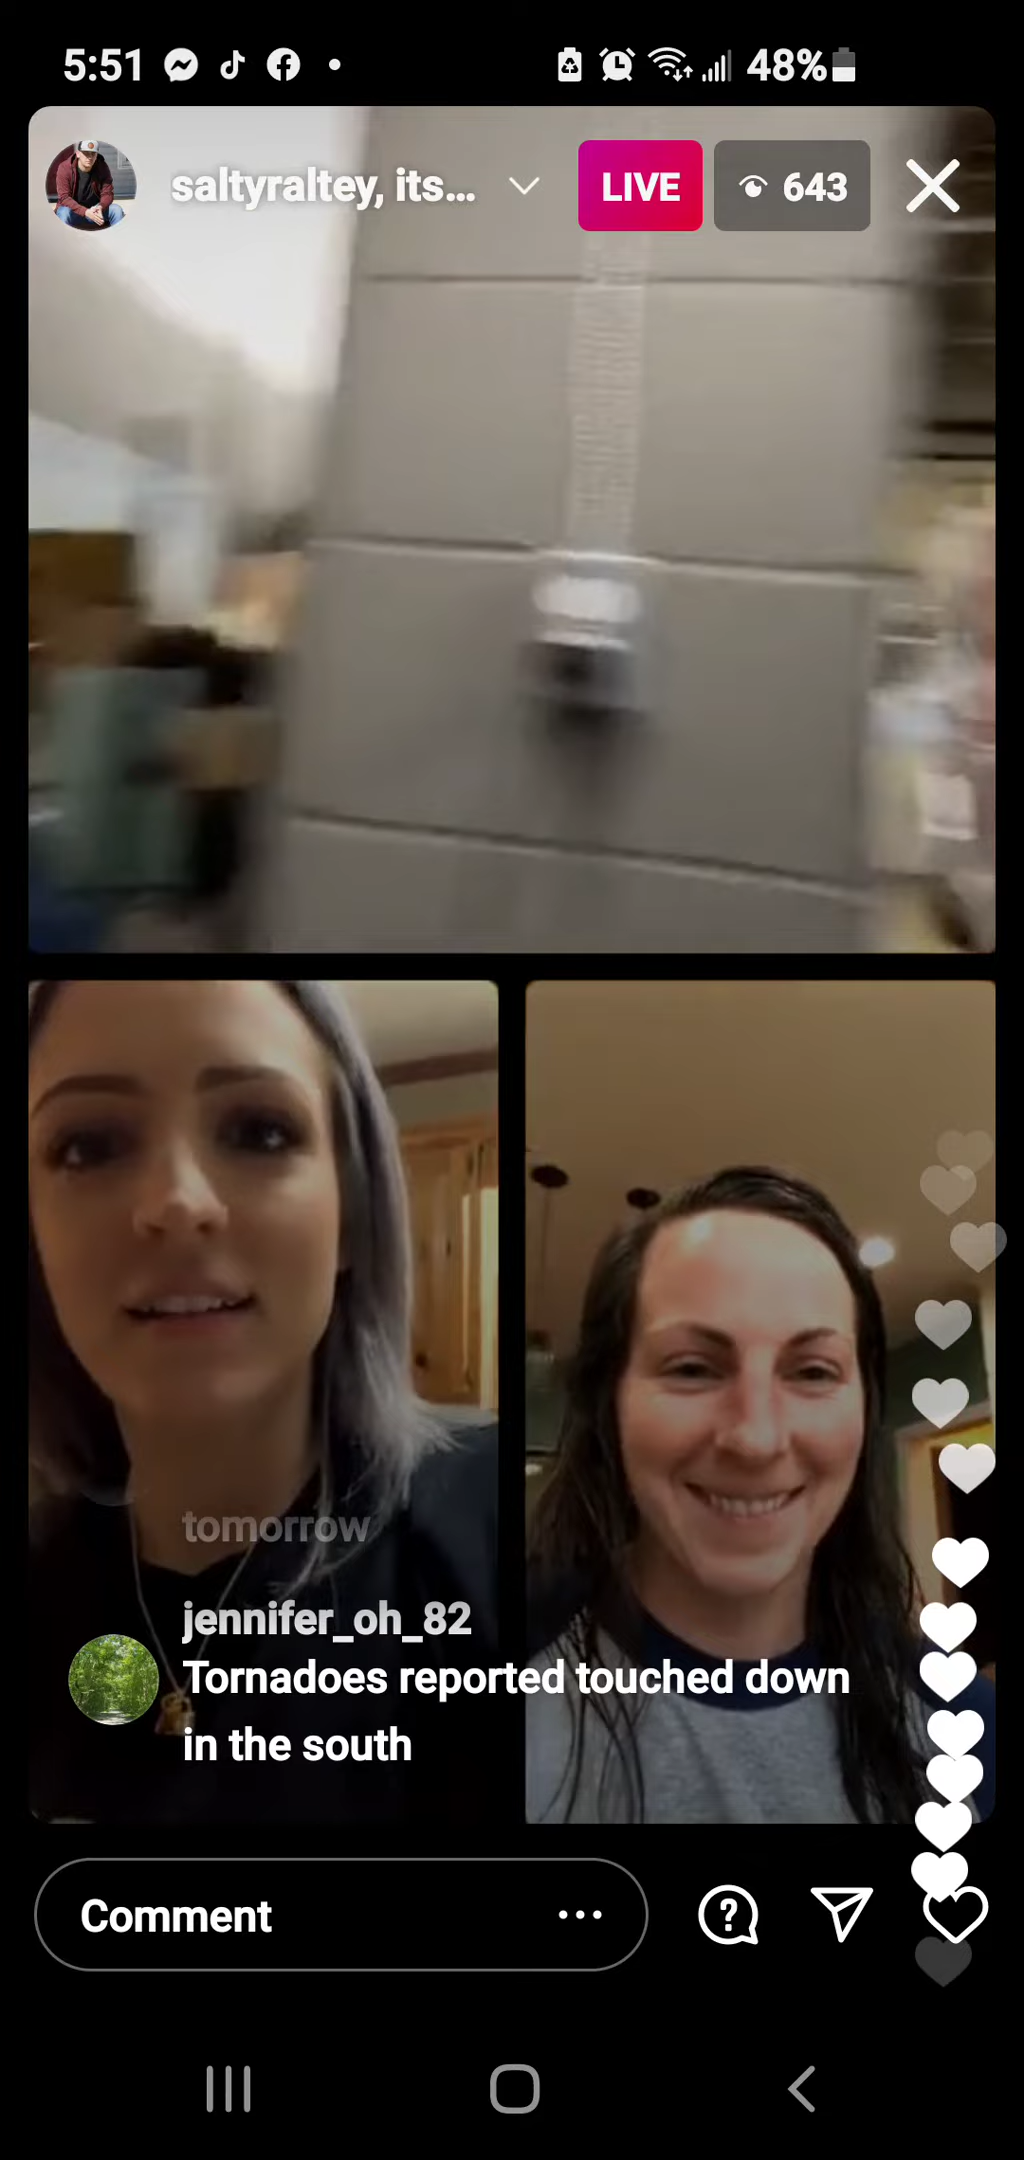 5:51
48%
saltyraltey, its...
LIVE
643
tomorrow
jennifer_oh_82
Tornadoes reported touched down
in the south
Comment